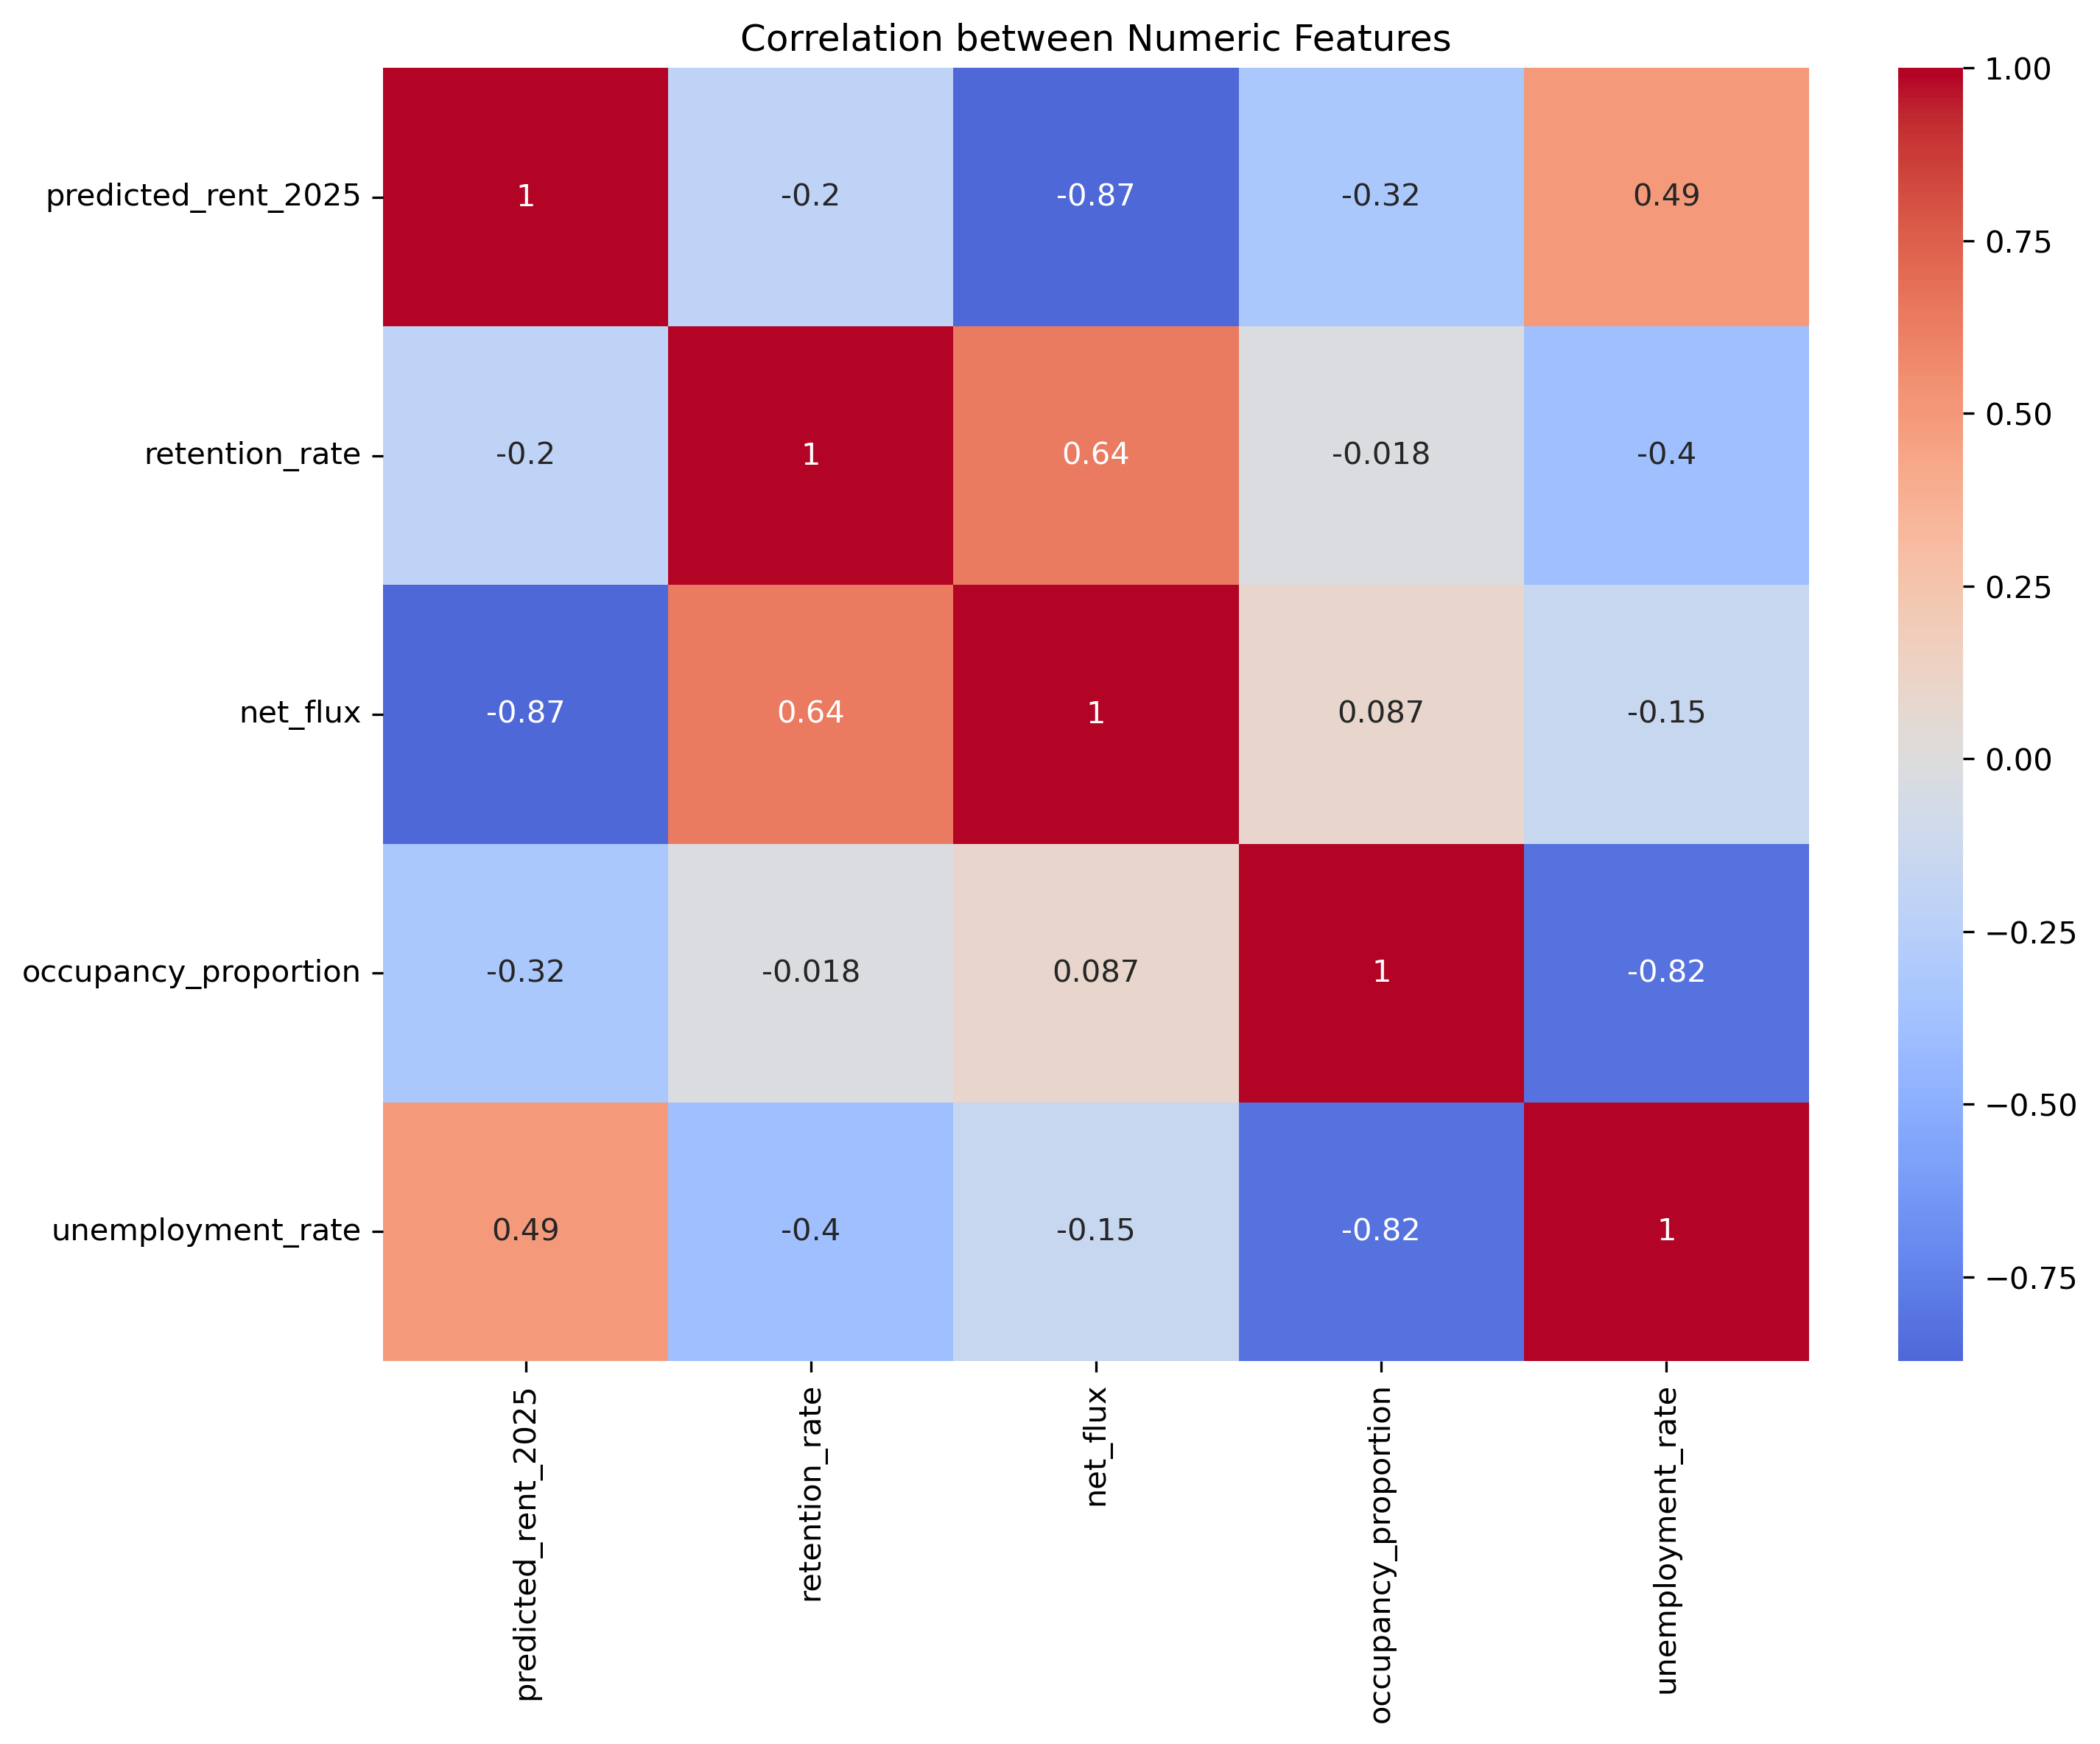 Correlation between Numeric Features
predicted_rent_2025 1 -0.2 -0.87 -0.32 0.49
retention_rate -0.2 1 0.64 -0.018 -0.4
net_flux -0.87 0.64 1 0.087 -0.15
occupancy_proportion -0.32 -0.018 0.087 1 -0.82
unemployment_rate 0.49 -0.4 -0.15 -0.82 1
predicted_rent_2025
retention_rate
net_flux
occupancy_proportion
unemployment_rate
1.00
0.75
0.50
0.25
0.00
−0.25
−0.50
−0.75